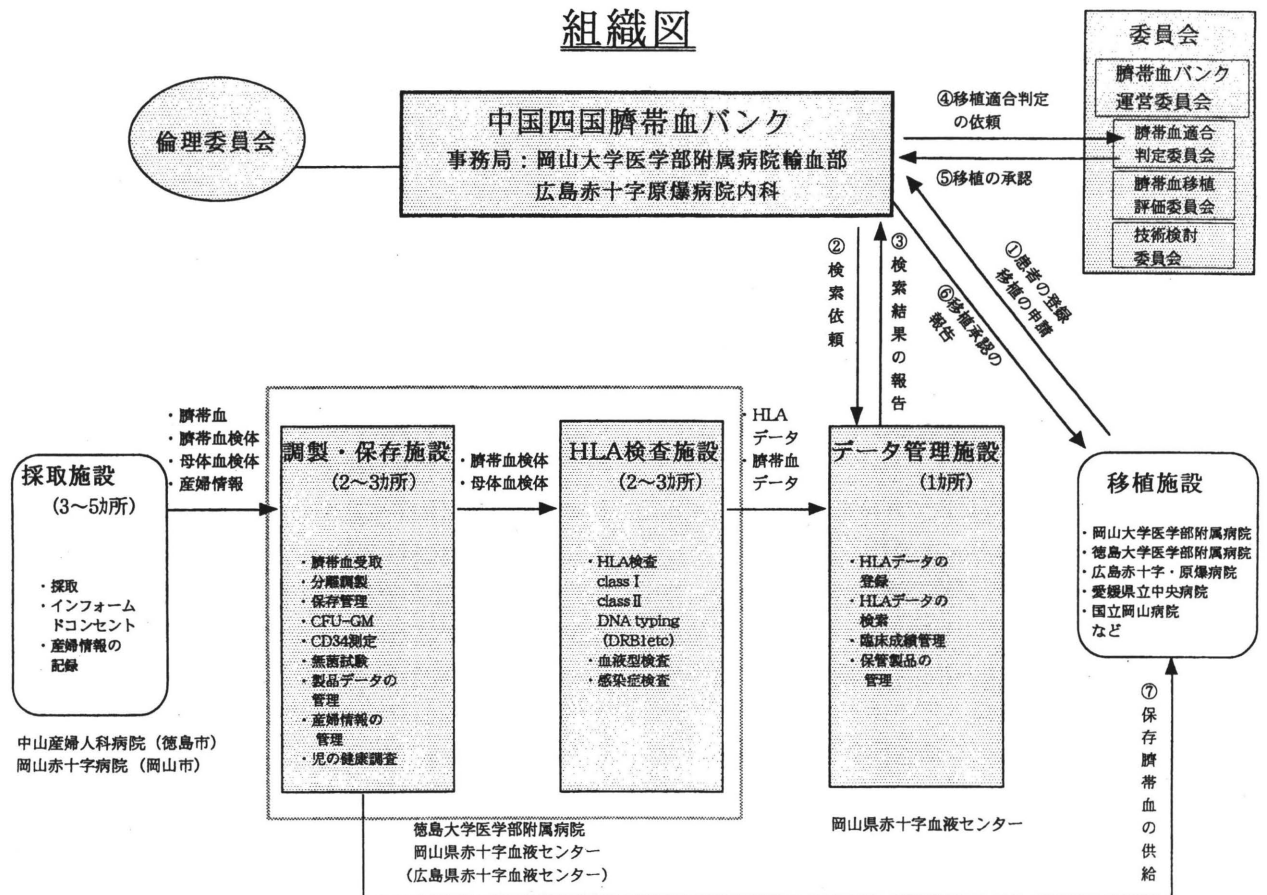 組織図
倫理委員会
中国四国臍帯血バンク
事務局：岡山大学医学部附属病院輸血部
広島赤十字原爆病院内科
④移植適合判定
の依頼
⑤移植の承認
委員会
臍帯血バンク
運営委員会
臍帯血適合
判定委員会
臍帯血移植
評価委員会
技術検討
委員会
②検索依頼
③検索結果の報告
①患者の登録
移植の申請
⑥移植承認の
報告
採取施設
（3〜5カ所）
・採取
・インフォーム
ドコンセント
・産婦情報の
記録
中山産婦人科病院（徳島市）
岡山赤十字病院（岡山市）
・臍帯血
・臍帯血検体
・母体血検体
・産婦情報
調製・保存施設
（2〜3カ所）
・臍帯血受取
・分離調製
・保存管理
・CFU-GM
・CD34測定
・無菌試験
・製品データの
管理
・産婦情報の
管理
・児の健康調査
・臍帯血検体
・母体血検体
HLA検査施設
（2〜3カ所）
・HLA検査
class Ⅰ
class Ⅱ
DNA typing
（DRB1etc）
・血液型検査
・感染症検査
徳島大学医学部附属病院
岡山県赤十字血液センター
（広島県赤十字血液センター）
・HLA
データ
・臍帯血
データ
データ管理施設
（1カ所）
・HLAデータの
登録
・HLAデータの
検索
・臨床成績管理
・保管製品の
管理
岡山県赤十字血液センター
移植施設
・岡山大学医学部附属病院
・徳島大学医学部附属病院
・広島赤十字・原爆病院
・愛媛県立中央病院
・国立岡山病院
など
⑦保存臍帯血の供給